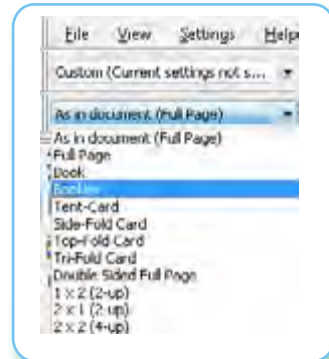 File View Settings Help
Custom (Current settings not s... 
As in document (Full Page)
As in document (Full Page)
Full Page
Book
Booklet
Tent-Card
Side-Fold Card
Top-Fold Card
Tri-Fold Card
Double Sided Full Page
1 x 2 (2-up)
2 x 1 (2-up)
2 x 2 (4-up)